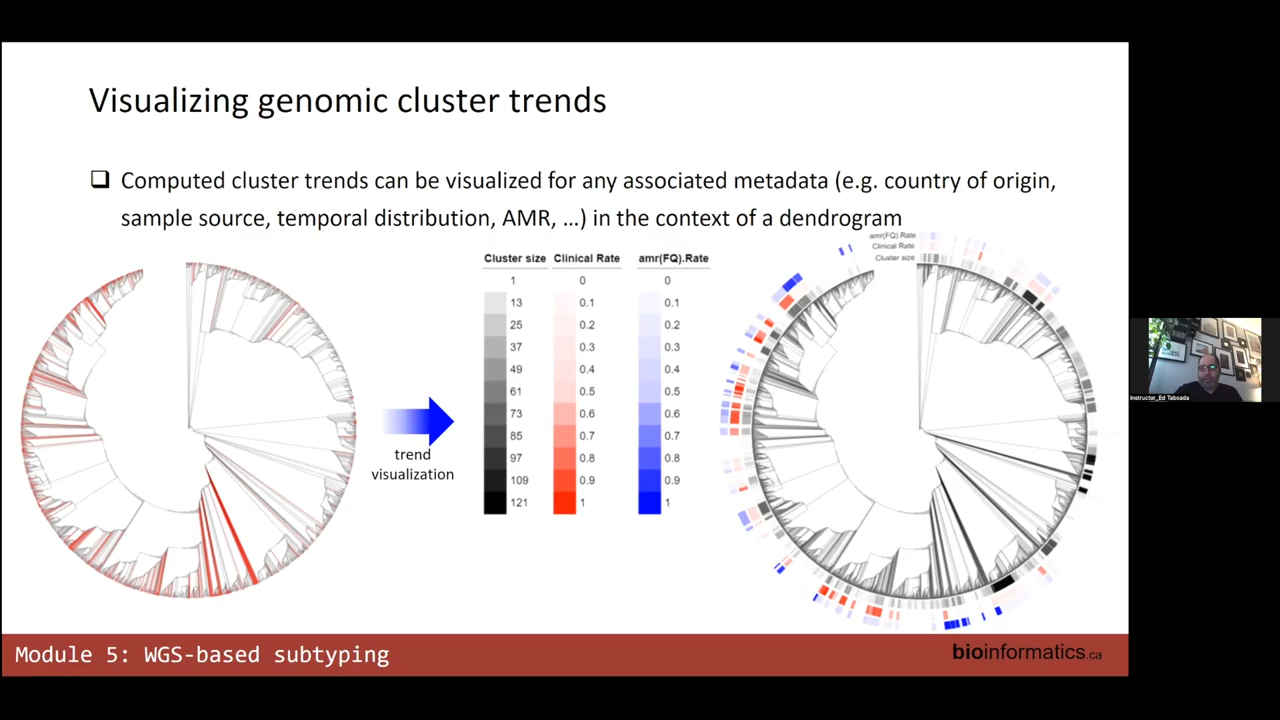 Visualizing genomic cluster trends
Computed cluster trends can be visualized for any associated metadata (e.g. country of origin,
sample source, temporal distribution, AMR, …) in the context of a dendrogram
amr(FQ).Rate
Clinical Rate
Cluster size
Cluster size Clinical Rate amr(FQ).Rate
1 0 0
13 0.1 0.1
25 0.2 0.2
37 0.3 0.3
49 0.4 0.4
61 0.5 0.5
73 0.6 0.6
85 0.7 0.7
97 0.8 0.8
109 0.9 0.9
121 1 1
trend
visualization
instructor_Ed Taboada
Module 5: WGS-based subtyping
bioinformatics.ca